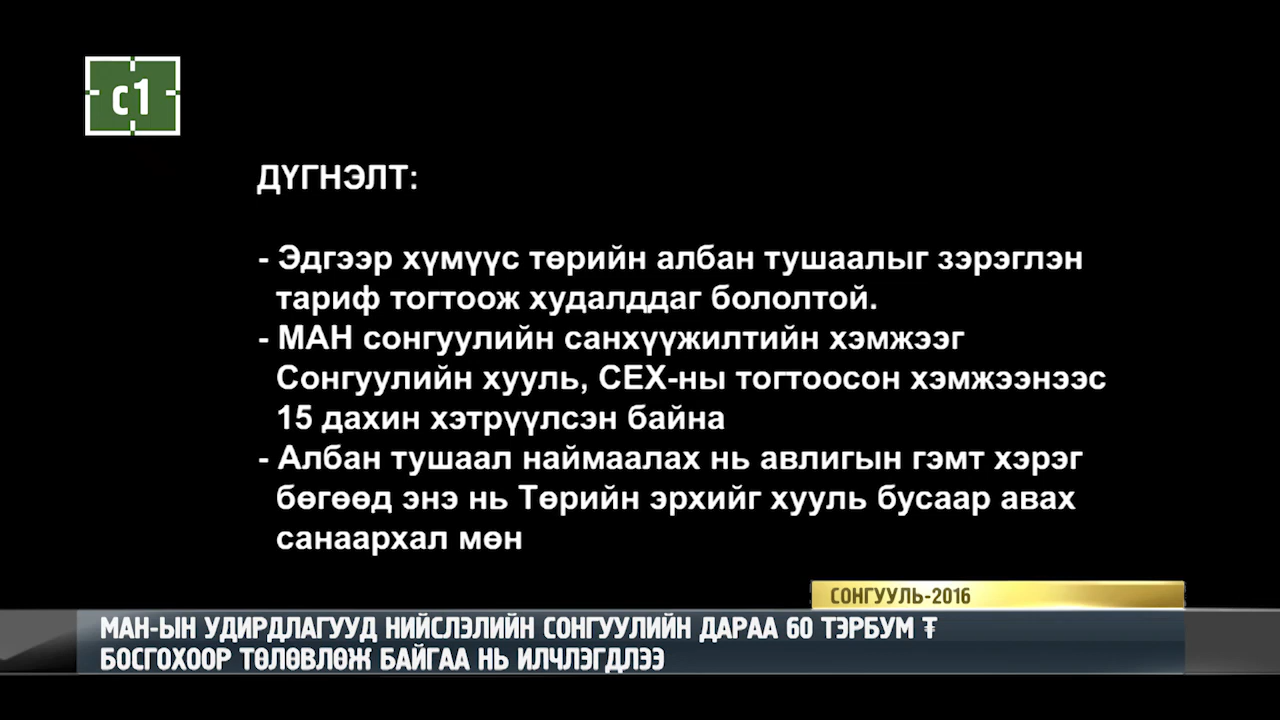 с1
ДҮГНЭЛТ:
- Эдгээр хүмүүс төрийн албан тушаалыг зэрэглэн
тариф тогтоож худалддаг бололтой.
- МАН сонгуулийн санхүүжилтийн хэмжээг
Сонгуулийн хууль, СЕХ-ны тогтоосон хэмжээнээс
15 дахин хэтрүүлсэн байна
- Албан тушаал наймаалах нь авлигын гэмт хэрэг
бөгөөд энэ нь Төрийн эрхийг хууль бусаар авах
санаархал мөн
СОНГУУЛЬ-2016
МАН-ЫН УДИРДЛАГУУД НИЙСЛЭЛИЙН СОНГУУЛИЙН ДАРАА 60 ТЭРБУМ ₮
БОСГОХООР ТӨЛӨВЛӨЖ БАЙГАА НЬ ИЛЧЛЭГДЛЭЭ